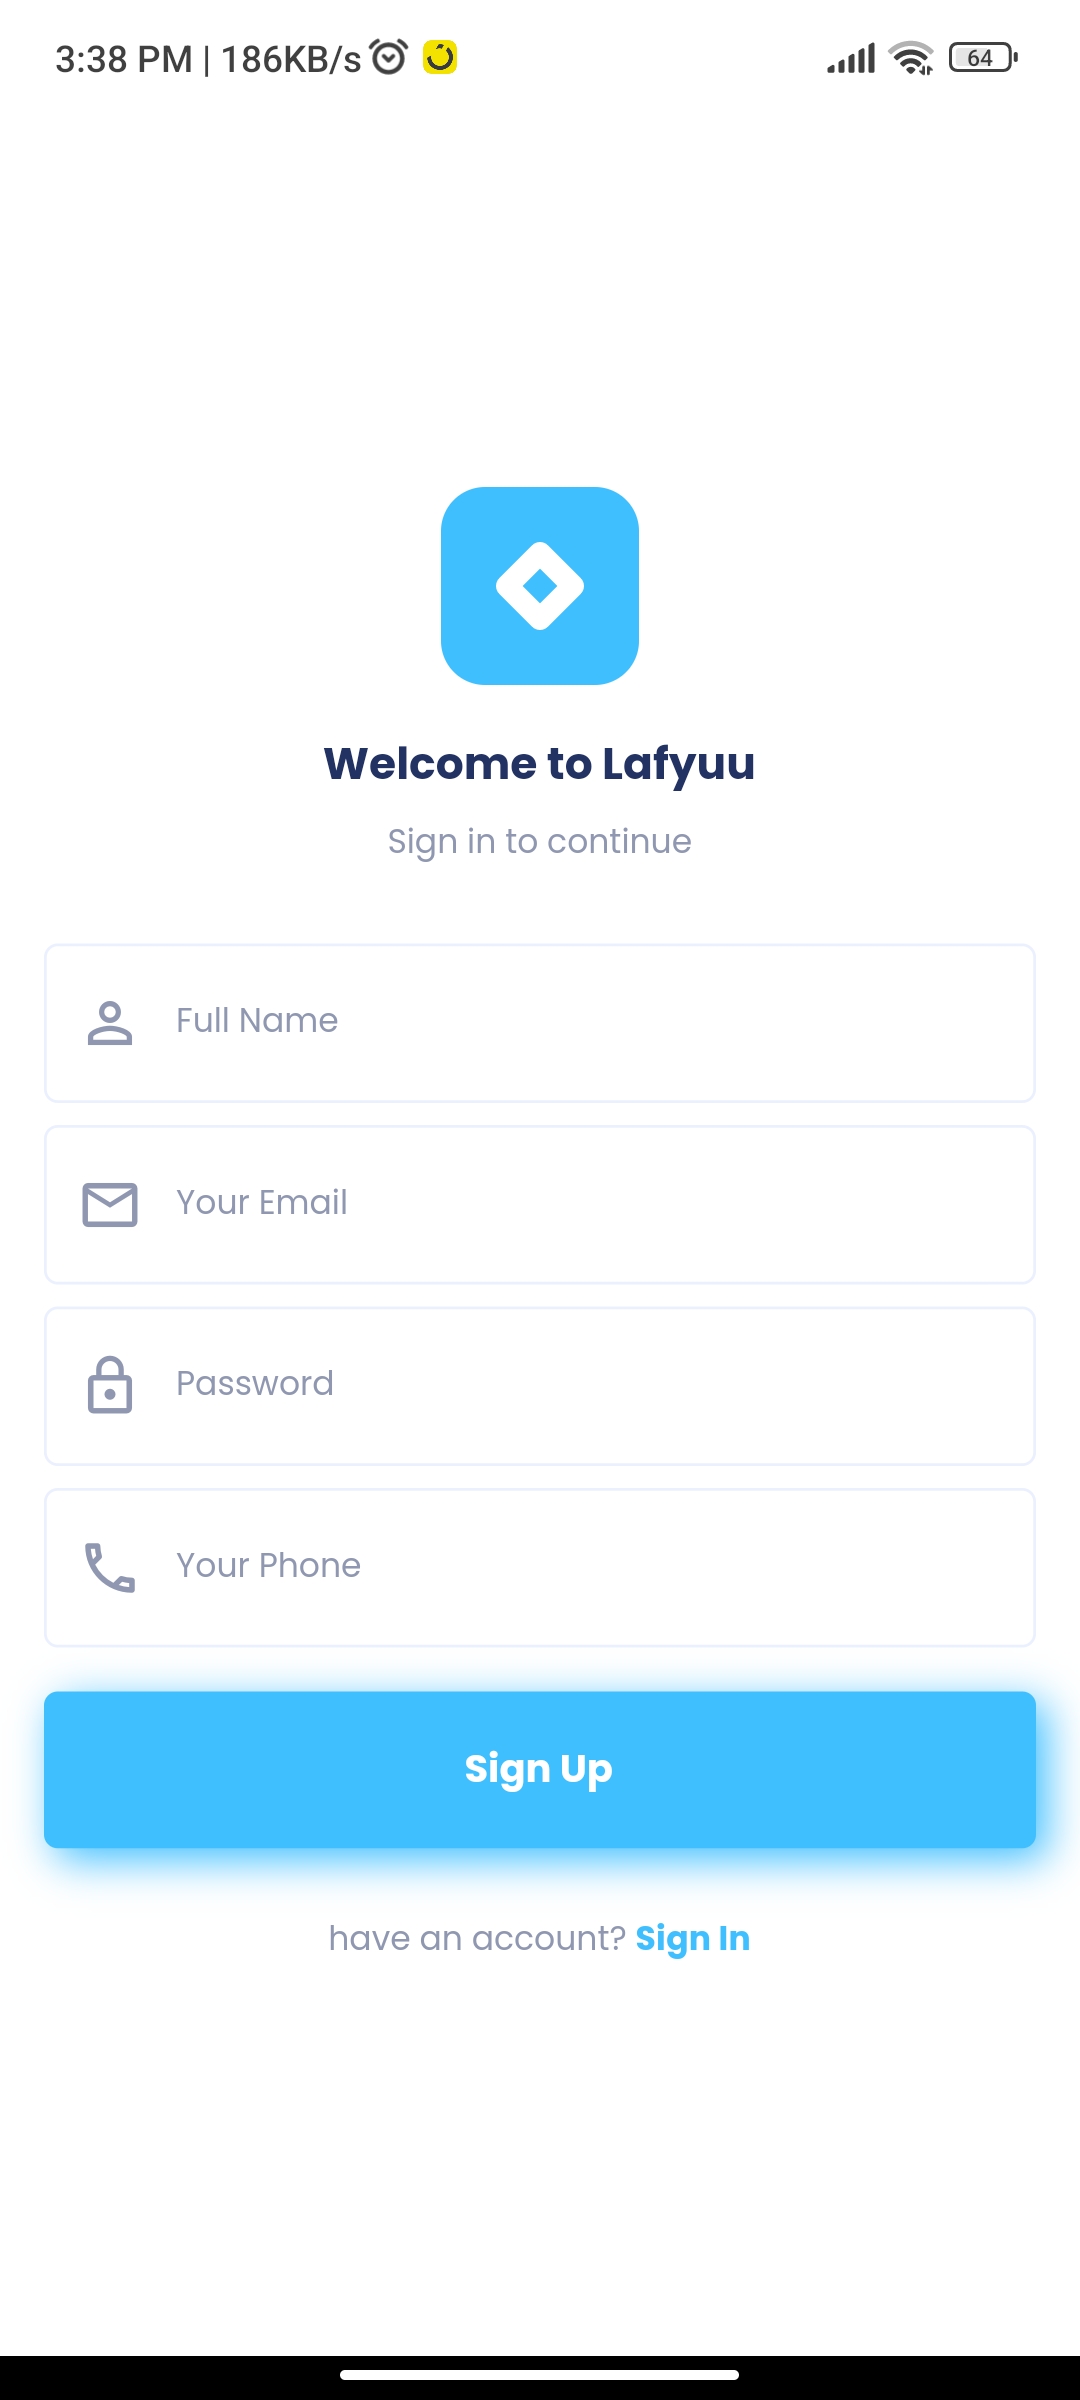 3:38 PM | 186KB/s
64
Welcome to Lafyuu
Sign in to continue
Full Name
Your Email
Password
Your Phone
Sign Up
have an account? Sign In